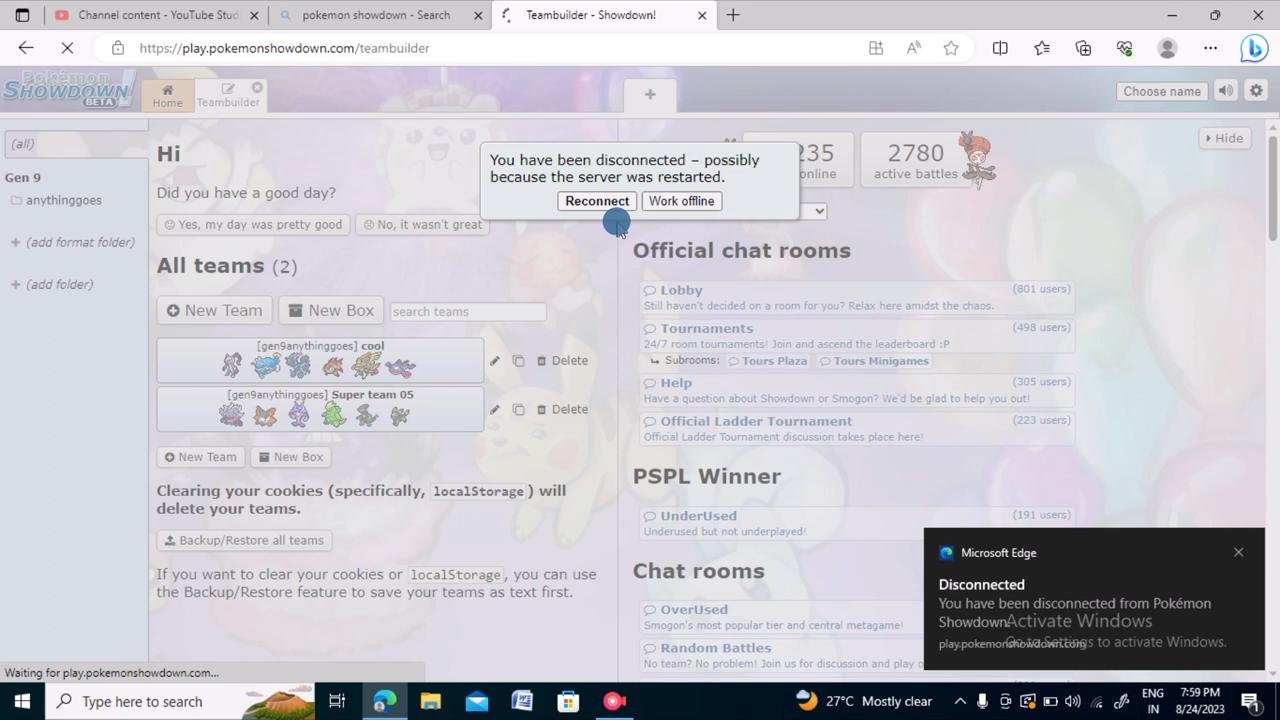 Channel content - YouTube Stud
pokemon showdown - Search
Teambuilder - Showdown!
https://play.pokemonshowdown.com/teambuilder
Pokémon
SHOWDOWN!
BETA
Home
Teambuilder
Choose name
(all)
Gen 9
anythinggoes
(add format folder)
(add folder)
Hi
Did you have a good day?
Yes, my day was pretty good
No, it wasn't great
All teams (2)
New Team
New Box
search teams
[gen9anythinggoes] cool
Delete
[gen9anythinggoes] Super team 05
Delete
New Team
New Box
Clearing your cookies (specifically, localStorage) will
delete your teams.
Backup/Restore all teams
If you want to clear your cookies or localStorage, you can use
the Backup/Restore feature to save your teams as text first.
You have been disconnected – possibly
because the server was restarted.
Reconnect
Work offline
235
online
2780
active battles
Hide
Official chat rooms
Lobby
(801 users)
Still haven't decided on a room for you? Relax here amidst the chaos.
Tournaments
(498 users)
24/7 room tournaments! Join and ascend the leaderboard :P
Subrooms: Tours Plaza Tours Minigames
Help
(305 users)
Have a question about Showdown or Smogon? We'd be glad to help you out!
Official Ladder Tournament
(223 users)
Official Ladder Tournament discussion takes place here!
PSPL Winner
UnderUsed
(191 users)
Underused but not underplayed!
Chat rooms
OverUsed
Smogon's most popular tier and central metagame!
Random Battles
No team? No problem! Join us for discussion and play o
Microsoft Edge
Disconnected
You have been disconnected from Pokémon
Showdown.
play.pokemonshowdown.com
Activate Windows
Go to Settings to activate Windows.
Waiting for play.pokemonshowdown.com...
Type here to search
27°C Mostly clear
ENG
IN
7:59 PM
8/24/2023
1